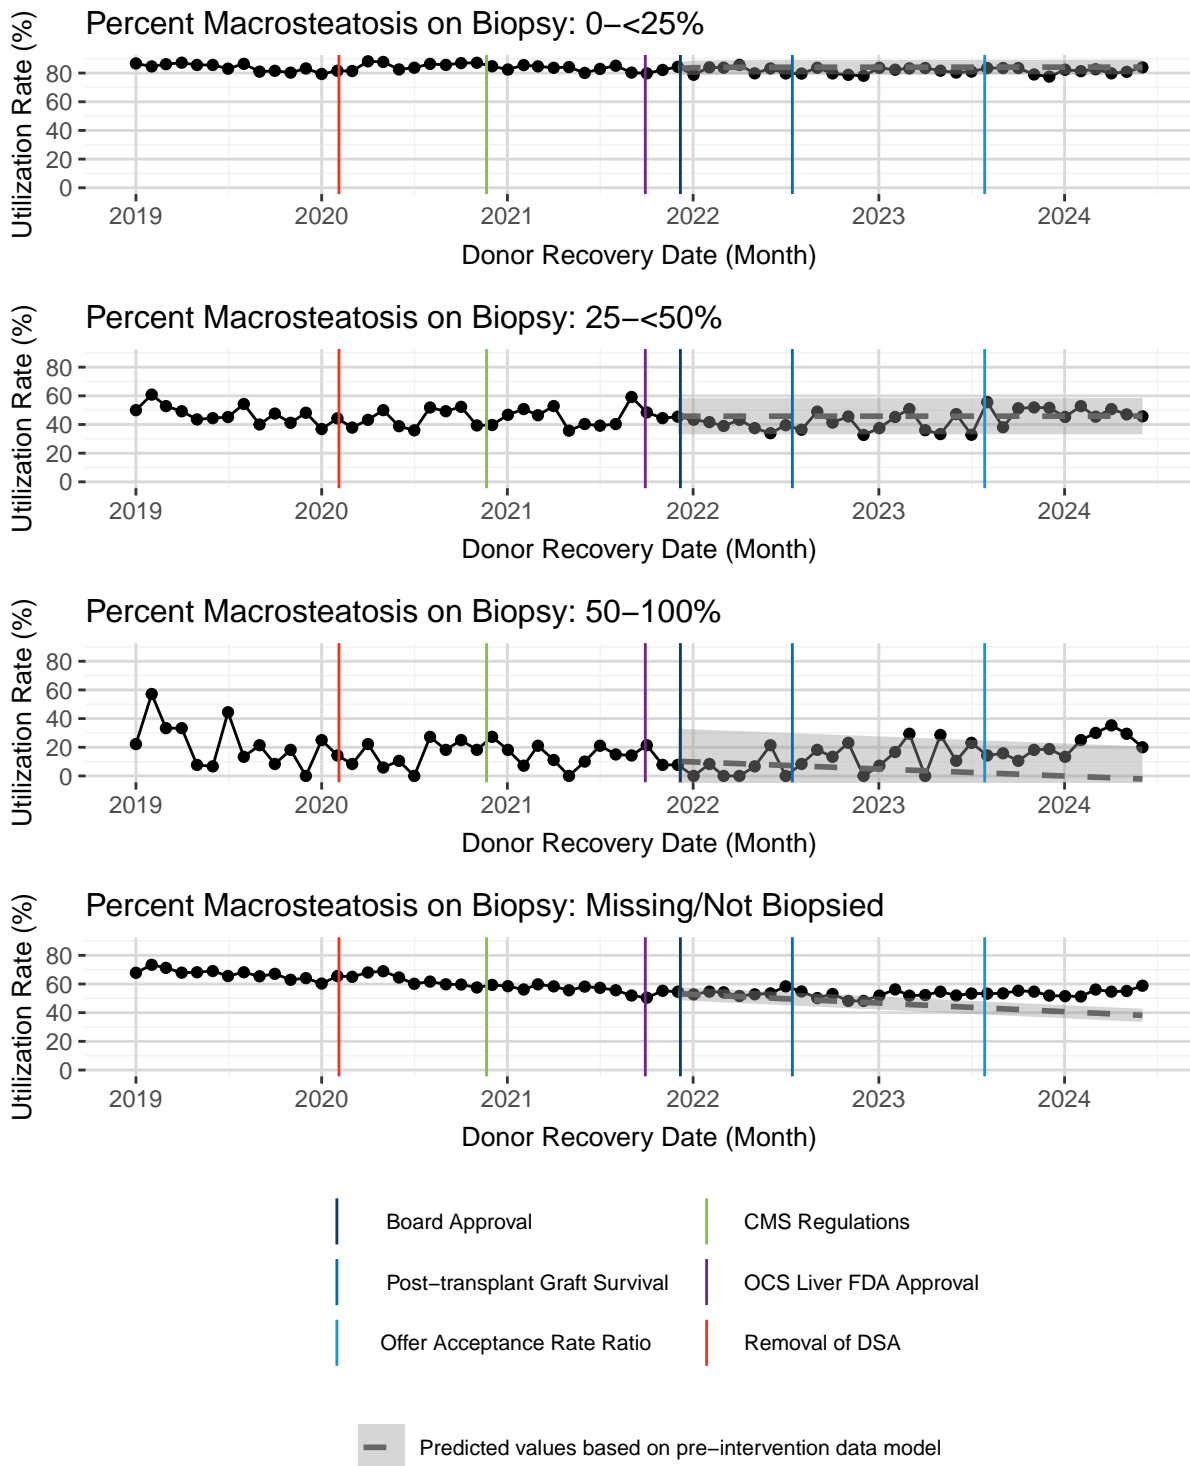 Percent Macrosteatosis on Biopsy: 0−<25%
Utilization Rate (%)
80
60
40
20
0
2019 2020 2021 2022 2023 2024
Donor Recovery Date (Month)
Percent Macrosteatosis on Biopsy: 25−<50%
Utilization Rate (%)
80
60
40
20
0
2019 2020 2021 2022 2023 2024
Donor Recovery Date (Month)
Percent Macrosteatosis on Biopsy: 50−100%
Utilization Rate (%)
80
60
40
20
0
2019 2020 2021 2022 2023 2024
Donor Recovery Date (Month)
Percent Macrosteatosis on Biopsy: Missing/Not Biopsied
Utilization Rate (%)
80
60
40
20
0
2019 2020 2021 2022 2023 2024
Donor Recovery Date (Month)
Board Approval
CMS Regulations
Post−transplant Graft Survival
OCS Liver FDA Approval
Offer Acceptance Rate Ratio
Removal of DSA
Predicted values based on pre−intervention data model